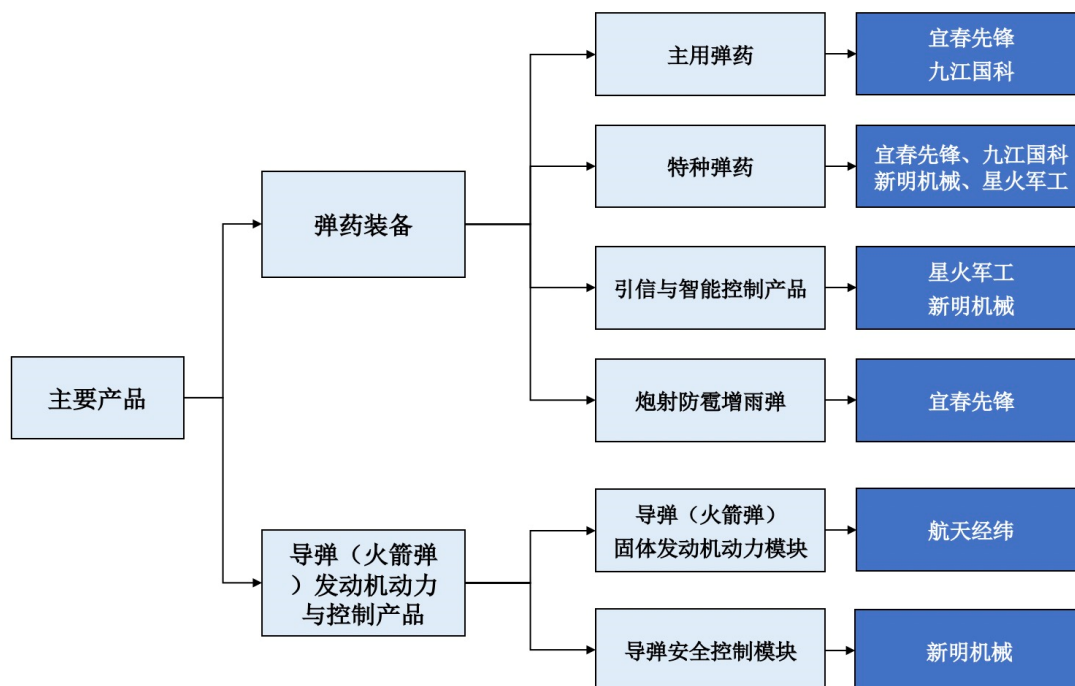 主要产品
弹药装备
主用弹药
宜春先锋
九江国科
特种弹药
宜春先锋、九江国科
新明机械、星火军工
引信与智能控制产品
星火军工
新明机械
炮射防雹增雨弹
宜春先锋
导弹（火箭弹
）发动机动力
与控制产品
导弹（火箭弹）
固体发动机动力模块
航天经纬
导弹安全控制模块
新明机械